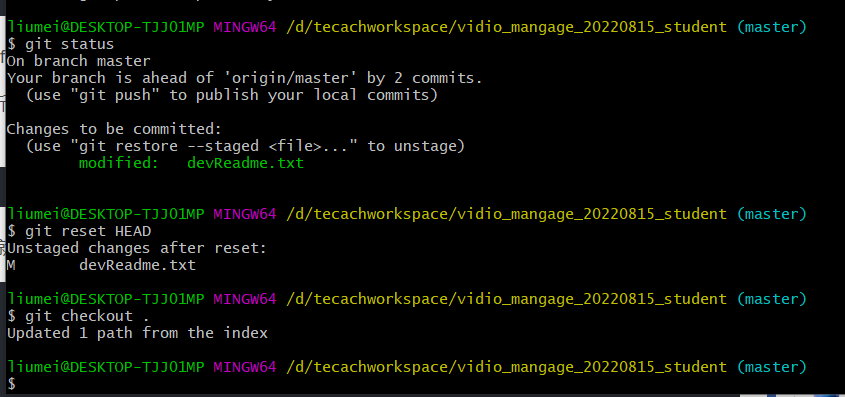 liumei@DESKTOP-TJJO1MP MINGW64 /d/tecachworkspace/vidio_mangage_20220815_student (master)
$ git status
On branch master
Your branch is ahead of 'origin/master' by 2 commits.
  (use "git push" to publish your local commits)
Changes to be committed:
  (use "git restore --staged <file>..." to unstage)
        modified:   devReadme.txt
liumei@DESKTOP-TJJO1MP MINGW64 /d/tecachworkspace/vidio_mangage_20220815_student (master)
$ git reset HEAD
Unstaged changes after reset:
M       devReadme.txt
liumei@DESKTOP-TJJO1MP MINGW64 /d/tecachworkspace/vidio_mangage_20220815_student (master)
$ git checkout .
Updated 1 path from the index
liumei@DESKTOP-TJJO1MP MINGW64 /d/tecachworkspace/vidio_mangage_20220815_student (master)
$